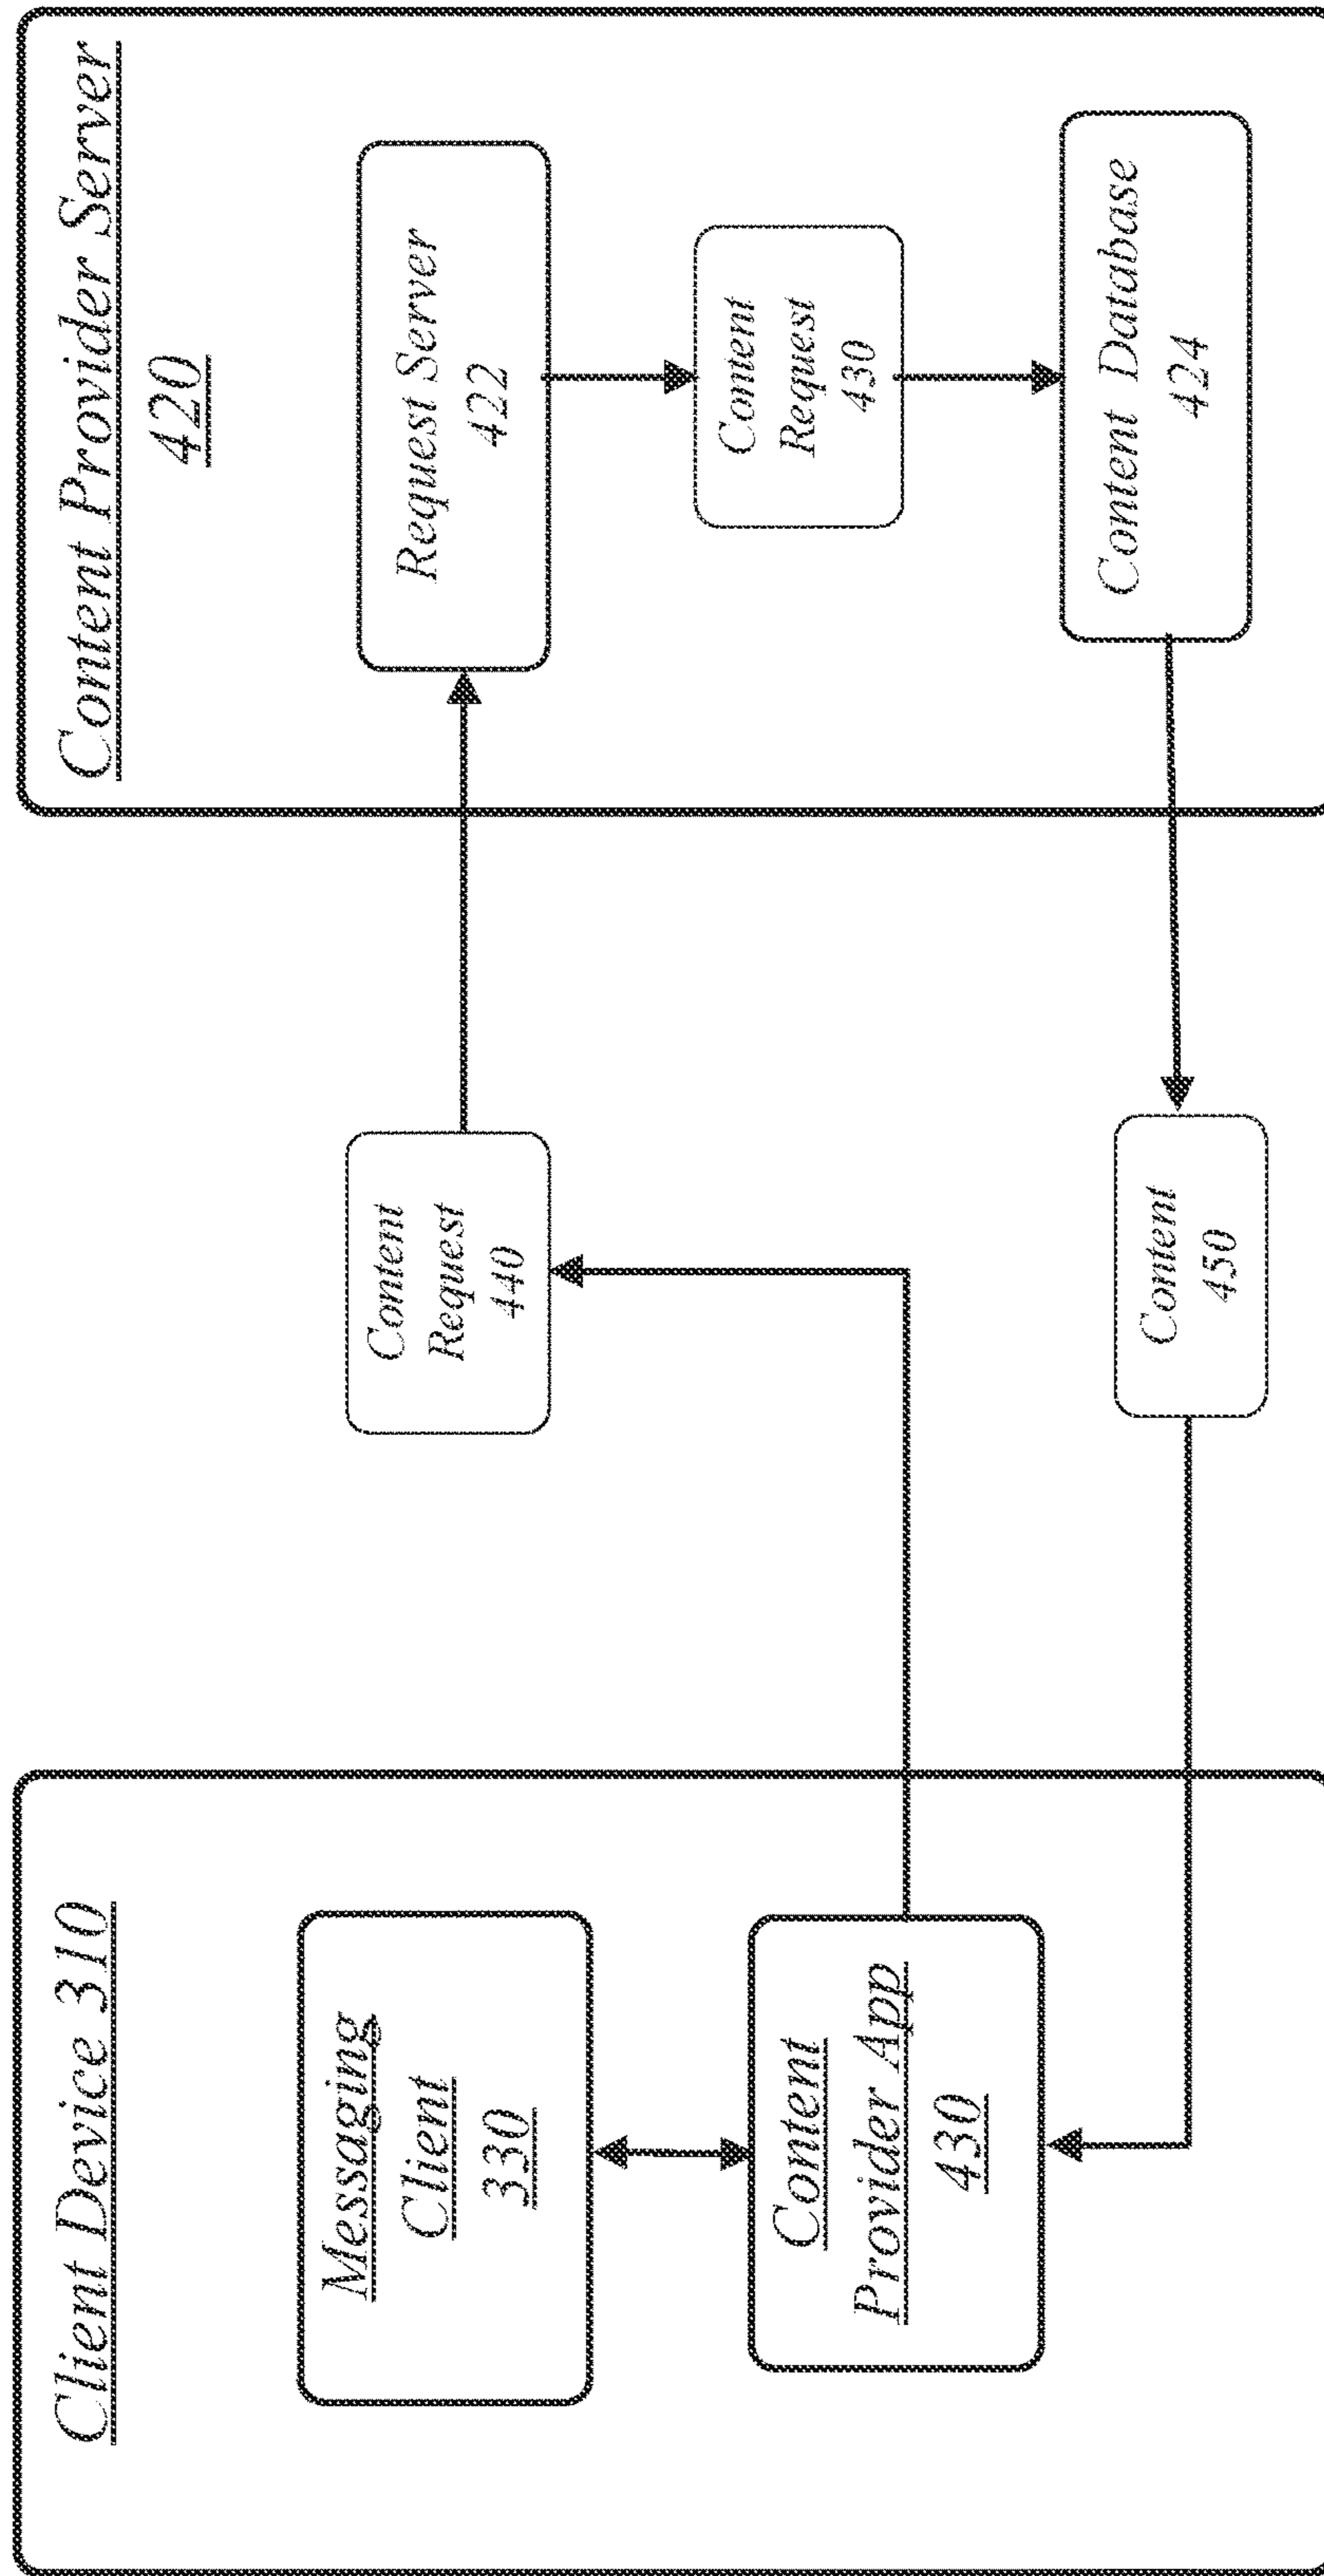 Client Device 310
Messaging
Client
330
Content
Provider App
430
Content
Request
440
Content
450
Content Provider Server
420
Request Server
422
Content
Request
430
Content Database
424